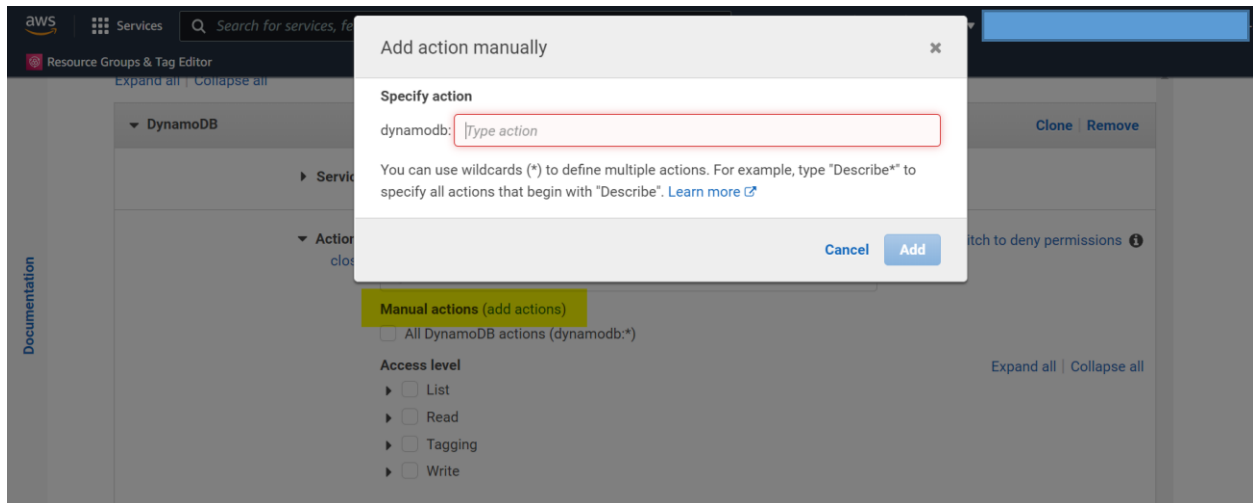 aws Services Search for services, fe
Resource Groups & Tag Editor
Add action manually
Specify action
dynamodb: Type action
You can use wildcards (*) to define multiple actions. For example, type "Describe*" to
specify all actions that begin with "Describe". Learn more
Cancel Add
Expand all | Collapse all
DynamoDB Clone | Remove
Servic
Action itch to deny permissions
clos
Manual actions (add actions)
All DynamoDB actions (dynamodb:*)
Access level Expand all | Collapse all
List
Read
Tagging
Write
Documentation